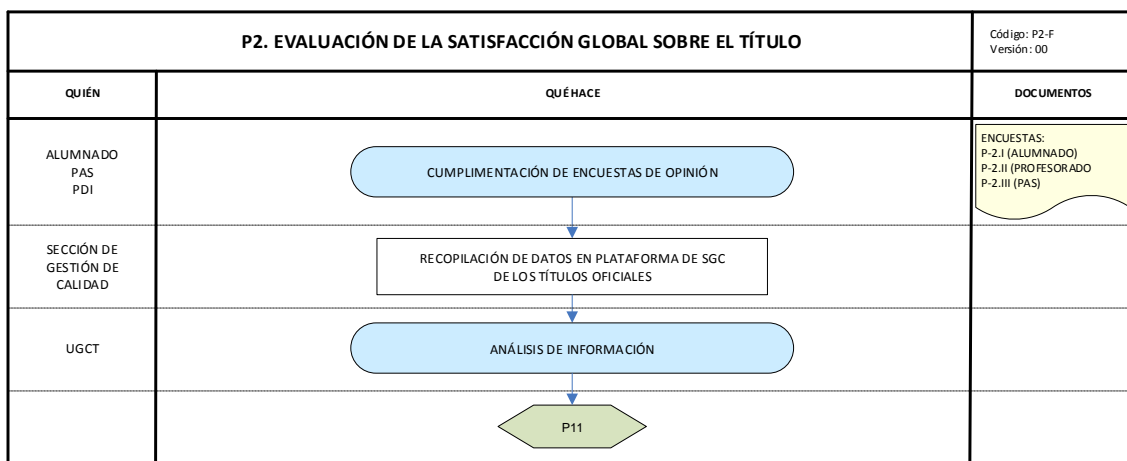 P2. EVALUACIÓN DE LA SATISFACCIÓN GLOBAL SOBRE EL TÍTULO
Código: P2-F
Versión: 00
QUIÉN
QUÉ HACE
DOCUMENTOS
ALUMNADO
PAS
PDI
CUMPLIMENTACIÓN DE ENCUESTAS DE OPINIÓN
ENCUESTAS:
P-2.I (ALUMNADO)
P-2.II (PROFESORADO
P-2.III (PAS)
SECCIÓN DE
GESTIÓN DE
CALIDAD
RECOPILACIÓN DE DATOS EN PLATAFORMA DE SGC
DE LOS TÍTULOS OFICIALES
UGCT
ANÁLISIS DE INFORMACIÓN
P11